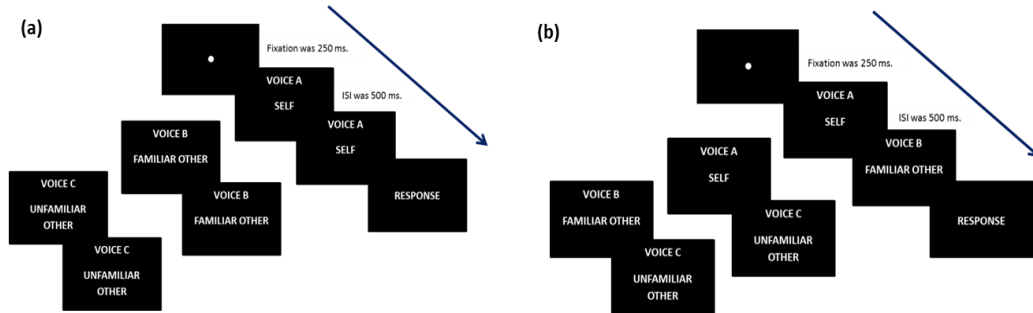 (a)
Fixation was 250 ms.
VOICE A
SELF
ISI was 500 ms.
VOICE A
SELF
VOICE B
FAMILIAR OTHER
VOICE B
FAMILIAR OTHER
RESPONSE
VOICE C
UNFAMILIAR
OTHER
VOICE C
UNFAMILIAR
OTHER
(b)
Fixation was 250 ms.
VOICE A
SELF
ISI was 500 ms.
VOICE B
FAMILIAR OTHER
VOICE A
SELF
VOICE C
UNFAMILIAR
OTHER
RESPONSE
VOICE B
FAMILIAR OTHER
VOICE C
UNFAMILIAR
OTHER